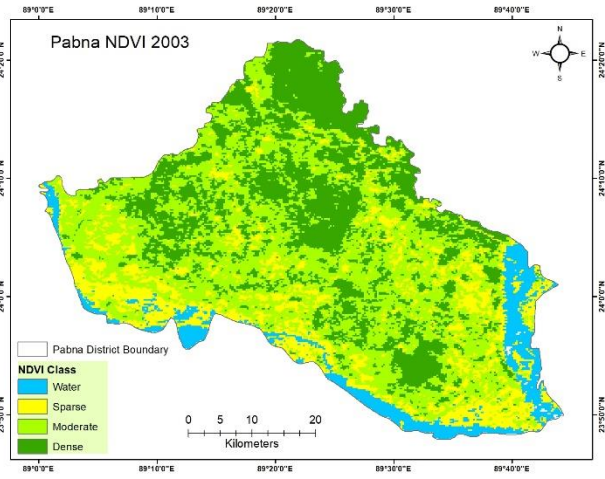 89°0'0"E 89°10'0"E 89°20'0"E 89°30'0"E 89°40'0"E
Pabna NDVI 2003
N
W E
S
24°20'0"N 24°20'0"N
24°10'0"N 24°10'0"N
24°0'0"N 24°0'0"N
23°50'0"N 23°50'0"N
Pabna District Boundary
NDVI Class
Water
Sparse
Moderate
Dense
0 5 10 20
Kilometers
89°0'0"E 89°10'0"E 89°20'0"E 89°30'0"E 89°40'0"E